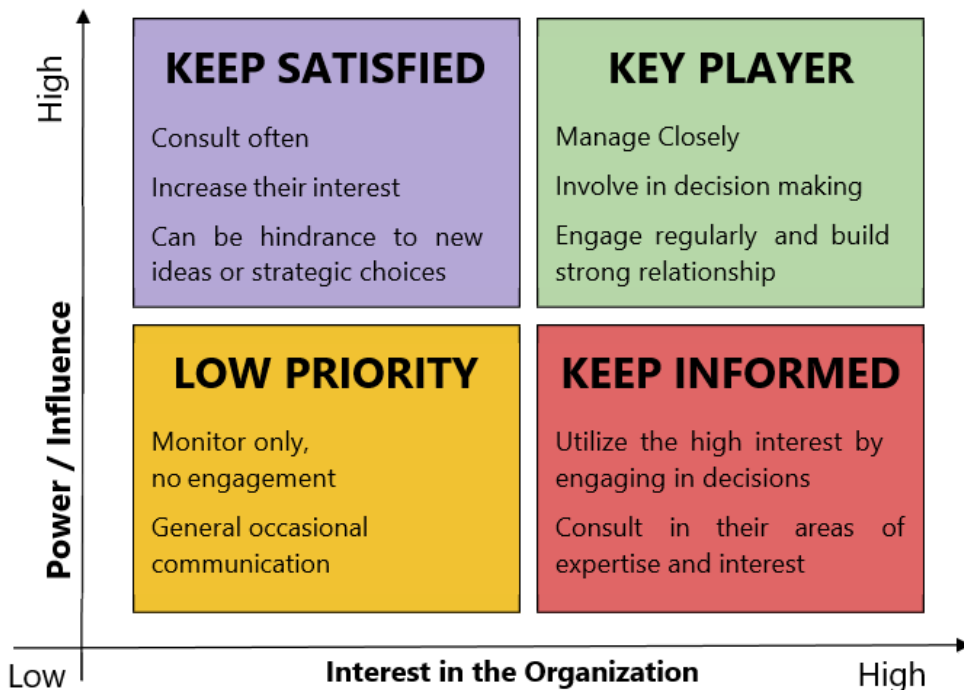 High
KEEP SATISFIED
Consult often
Increase their interest
Can be hindrance to new
ideas or strategic choices
KEY PLAYER
Manage Closely
Involve in decision making
Engage regularly and build
strong relationship
Power / Influence
LOW PRIORITY
Monitor only,
no engagement
General occasional
communication
KEEP INFORMED
Utilize the high interest by
engaging in decisions
Consult in their areas of
expertise and interest
Low
Interest in the Organization
High